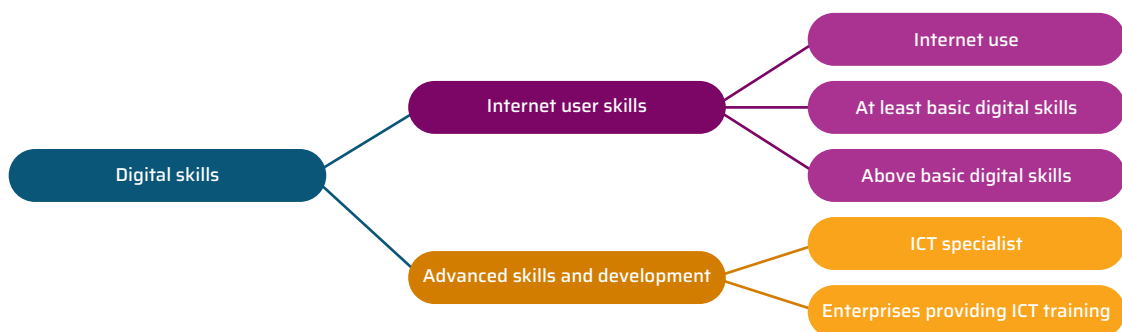 Digital skills
Internet user skills
Internet use
At least basic digital skills
Above basic digital skills
Advanced skills and development
ICT specialist
Enterprises providing ICT training